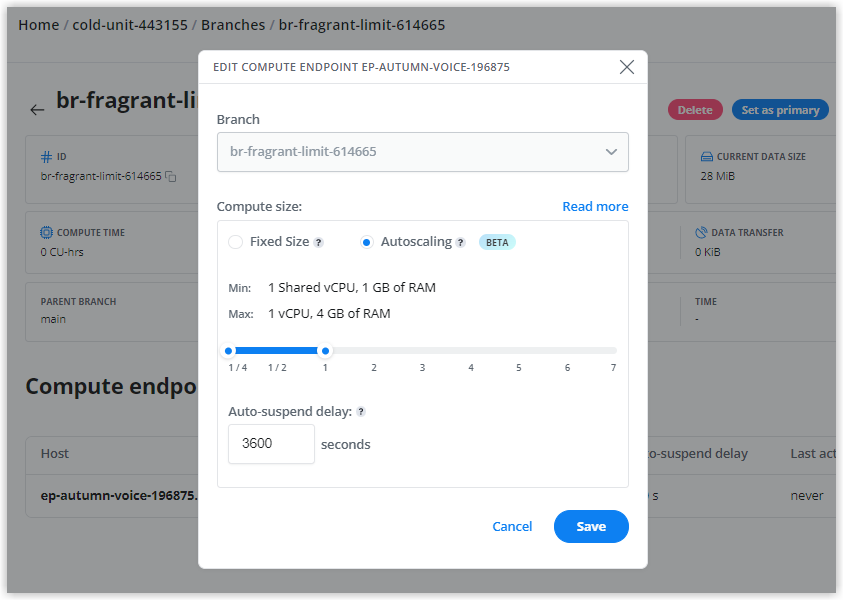 Home / cold-unit-443155 / Branches / br-fragrant-limit-614665
EDIT COMPUTE ENDPOINT EP-AUTUMN-VOICE-196875
br-fragrant-li
Delete
Set as primary
Branch
br-fragrant-limit-614665
ID
br-fragrant-limit-614665
CURRENT DATA SIZE
28 MiB
Compute size:
Read more
COMPUTE TIME
0 CU-hrs
Fixed Size ?
Autoscaling ?
BETA
DATA TRANSFER
0 KiB
Min: 1 Shared vCPU, 1 GB of RAM
Max: 1 vCPU, 4 GB of RAM
PARENT BRANCH
main
TIME
-
1 / 4 1 / 2 1 2 3 4 5 6 7
Compute endpo
Auto-suspend delay: ?
3600 seconds
Host
o-suspend delay
Last act
ep-autumn-voice-196875.
s
never
Cancel
Save